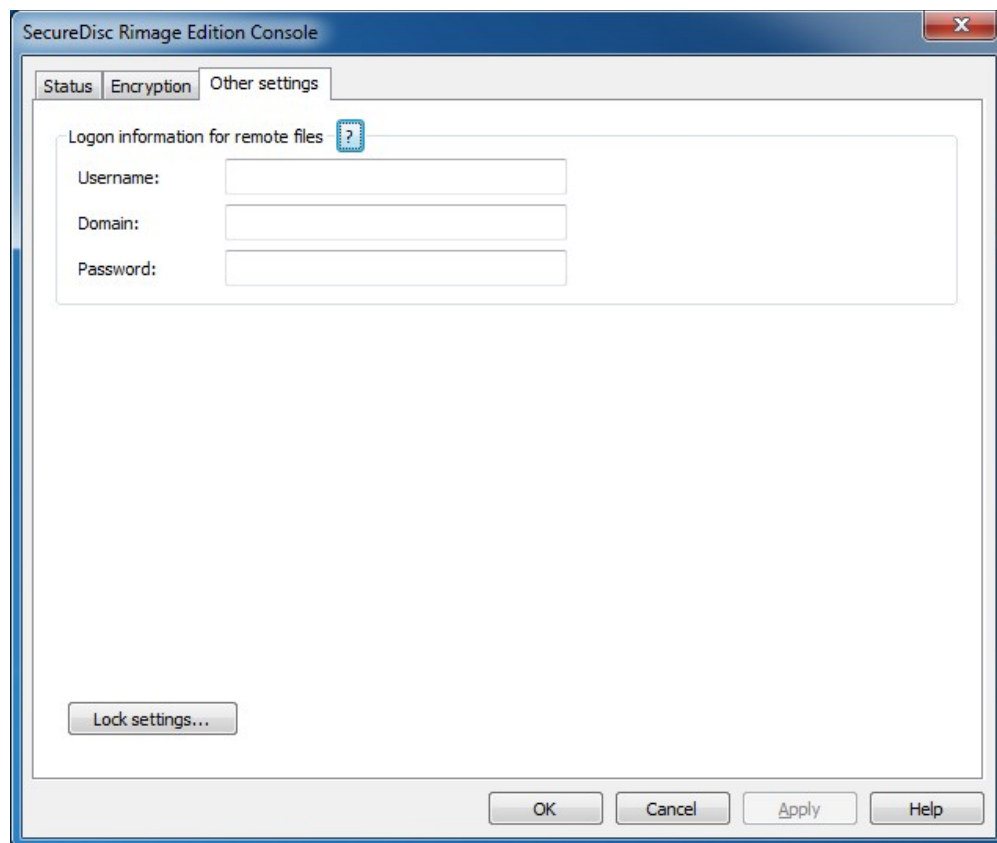 SecureDisc Rimage Edition Console
x
Status Encryption Other settings
Logon information for remote files ?
Username:
Domain:
Password:
Lock settings...
OK Cancel Apply Help